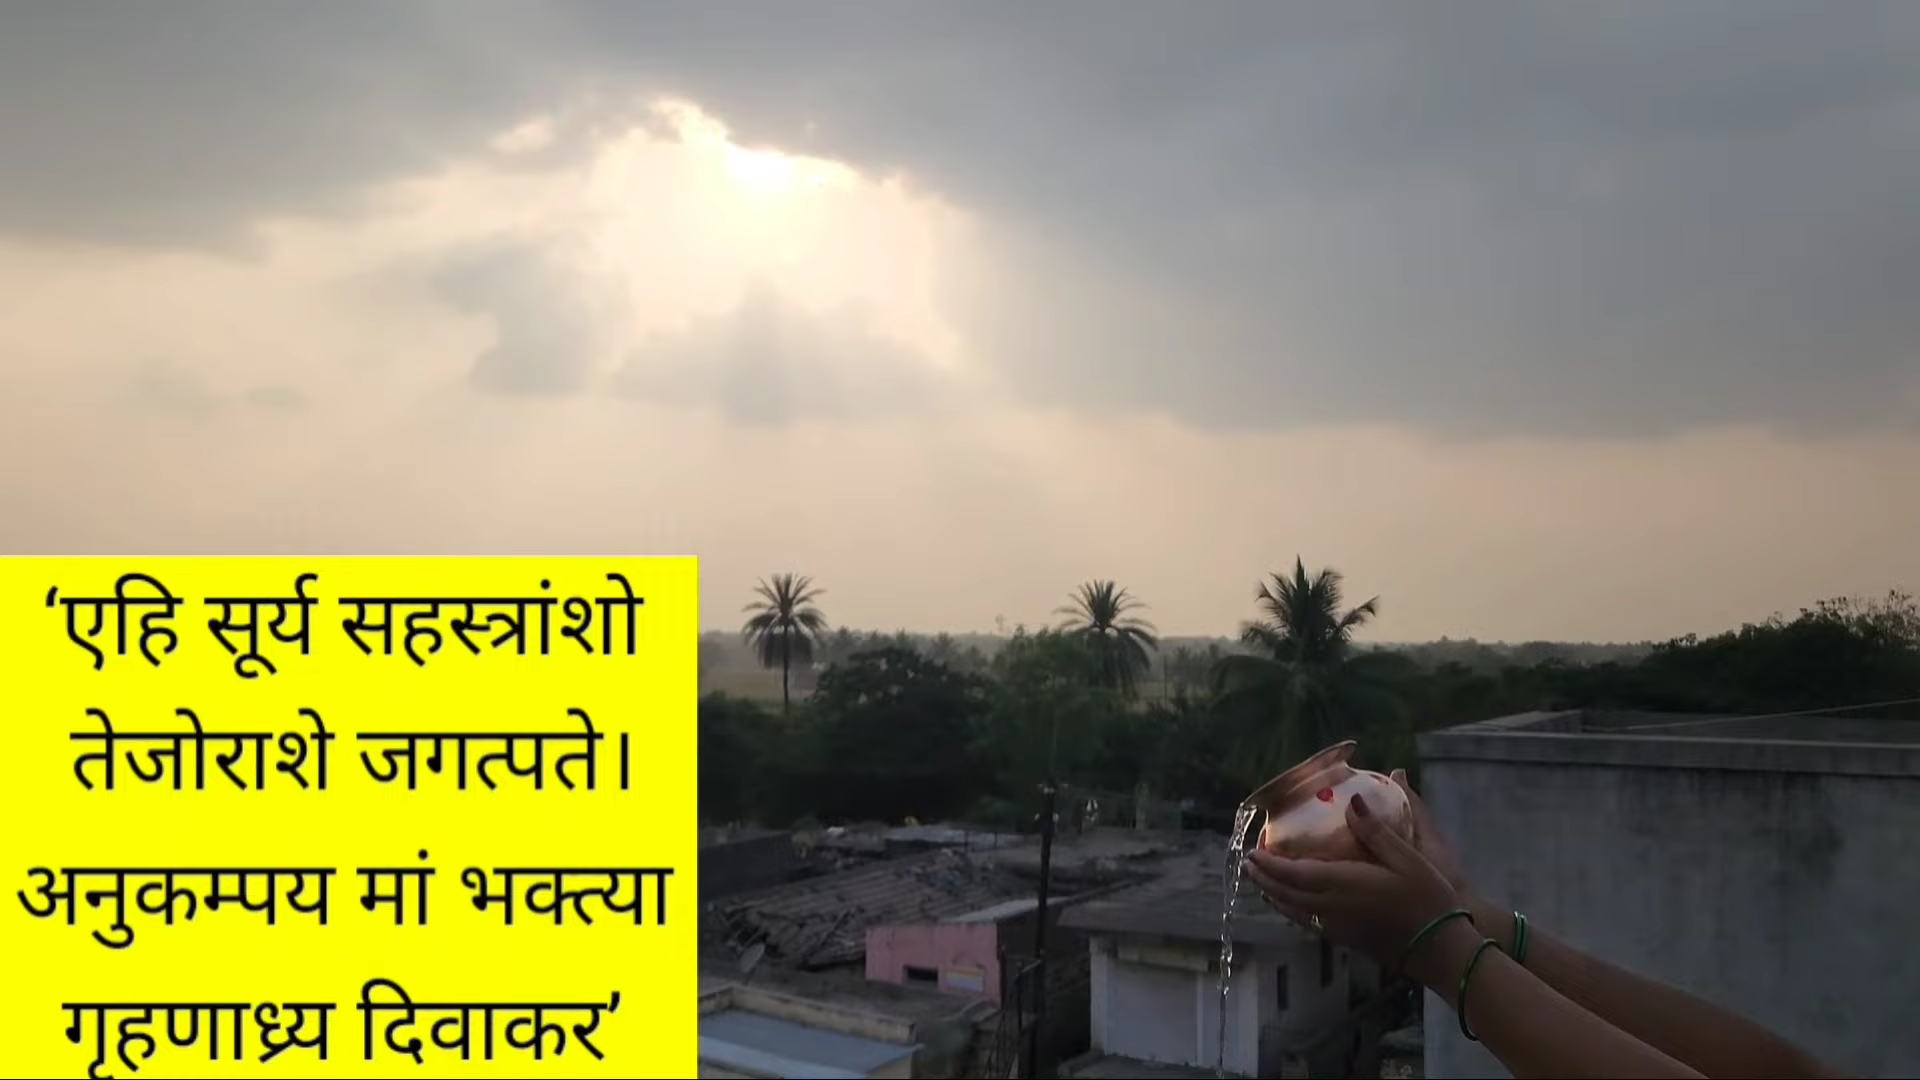 ‘एहि सूर्य सहस्त्रांशो
तेजोराशे जगत्पते।
अनुकम्पय मां भक्त्या
गृहणाध्र्य दिवाकर’